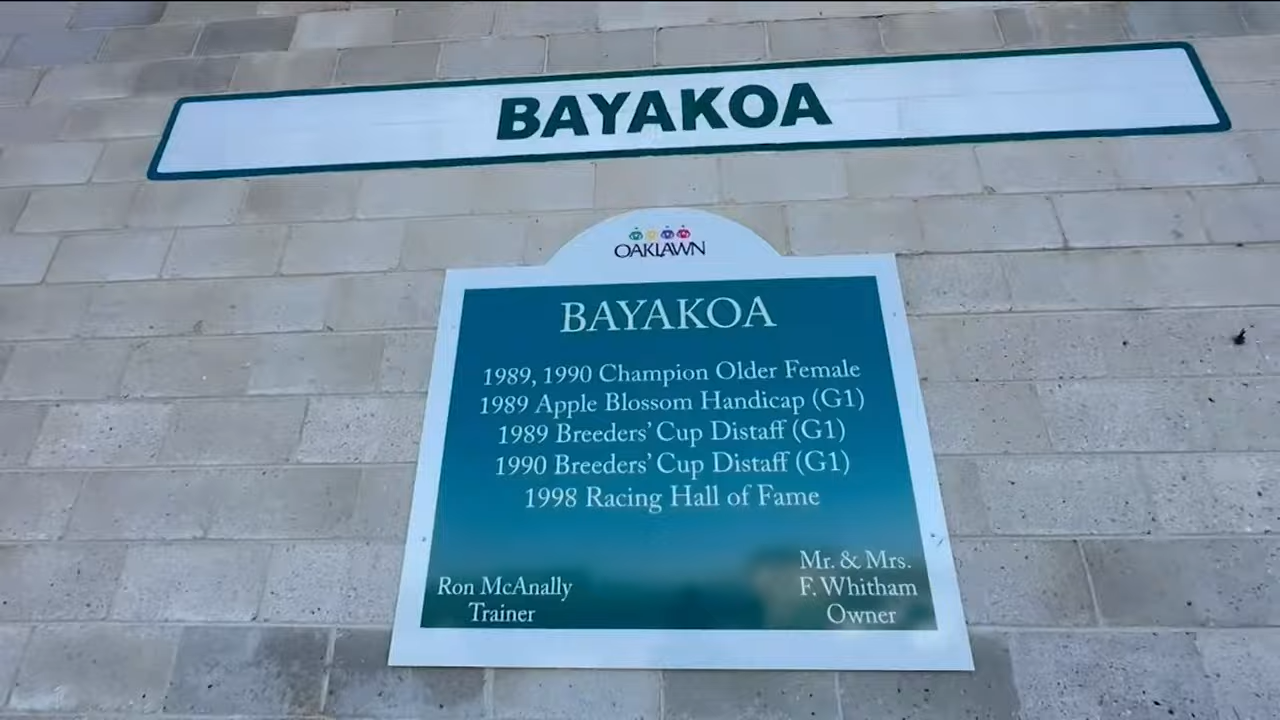 BAYAKOA
OAKLAWN
BAYAKOA
1989, 1990 Champion Older Female
1989 Apple Blossom Handicap (G1)
1989 Breeders' Cup Distaff (G1)
1990 Breeders' Cup Distaff (G1)
1998 Racing Hall of Fame
Ron McAnally
Trainer
Mr. & Mrs.
F. Whitham
Owner